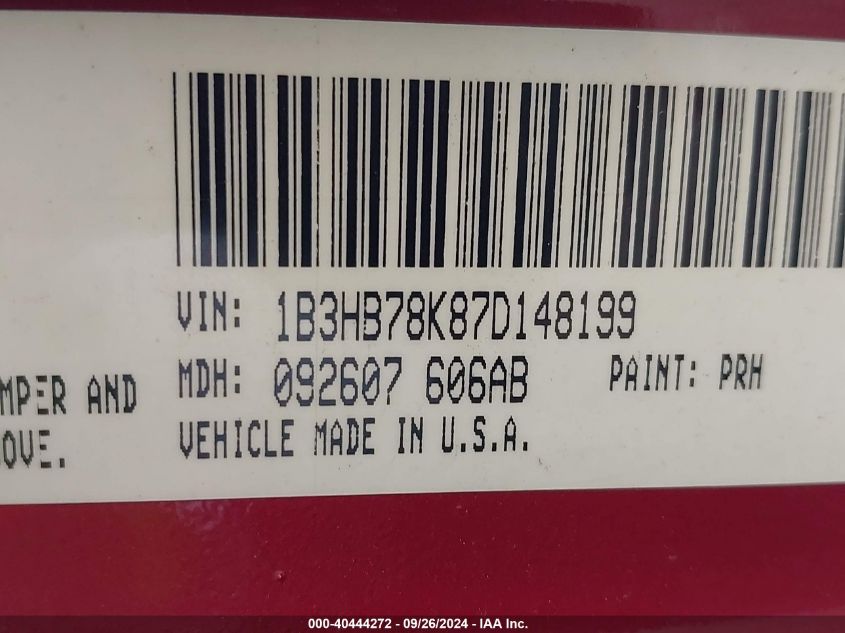 VIN: 1B3HB78K87D148199
MDH: 092607 606AB PAINT: PRH
MPER AND
OVE.
VEHICLE MADE IN U.S.A.
000-40444272 - 09/26/2024 - IAA Inc.